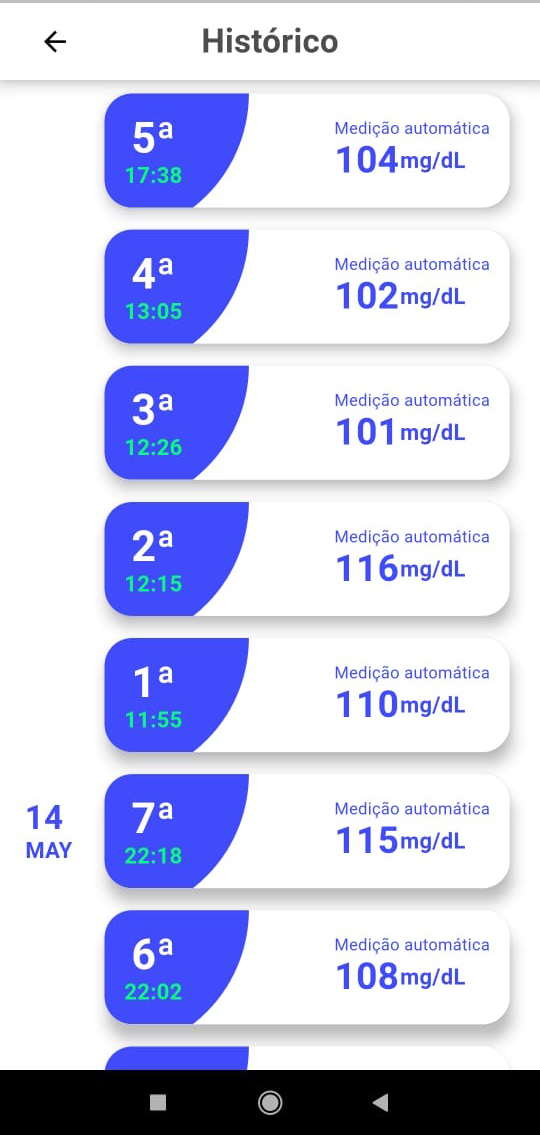 Histórico
5ª
17:38
Medição automática
104mg/dL
4ª
13:05
Medição automática
102mg/dL
3ª
12:26
Medição automática
101mg/dL
2ª
12:15
Medição automática
116mg/dL
1ª
11:55
Medição automática
110mg/dL
14
MAY
7ª
22:18
Medição automática
115mg/dL
6ª
22:02
Medição automática
108mg/dL